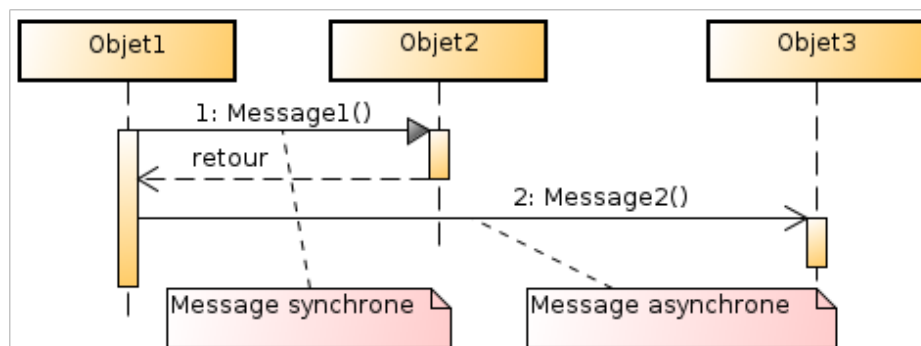 Objet1
Objet2
Objet3
1: Message1()
retour
2: Message2()
Message synchrone
Message asynchrone